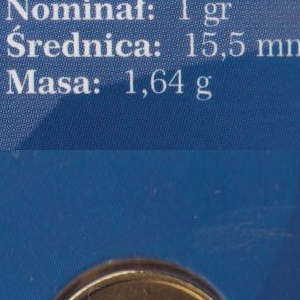 Nominał: 1 gr
Średnica: 15,5 mm
Masa: 1,64 g